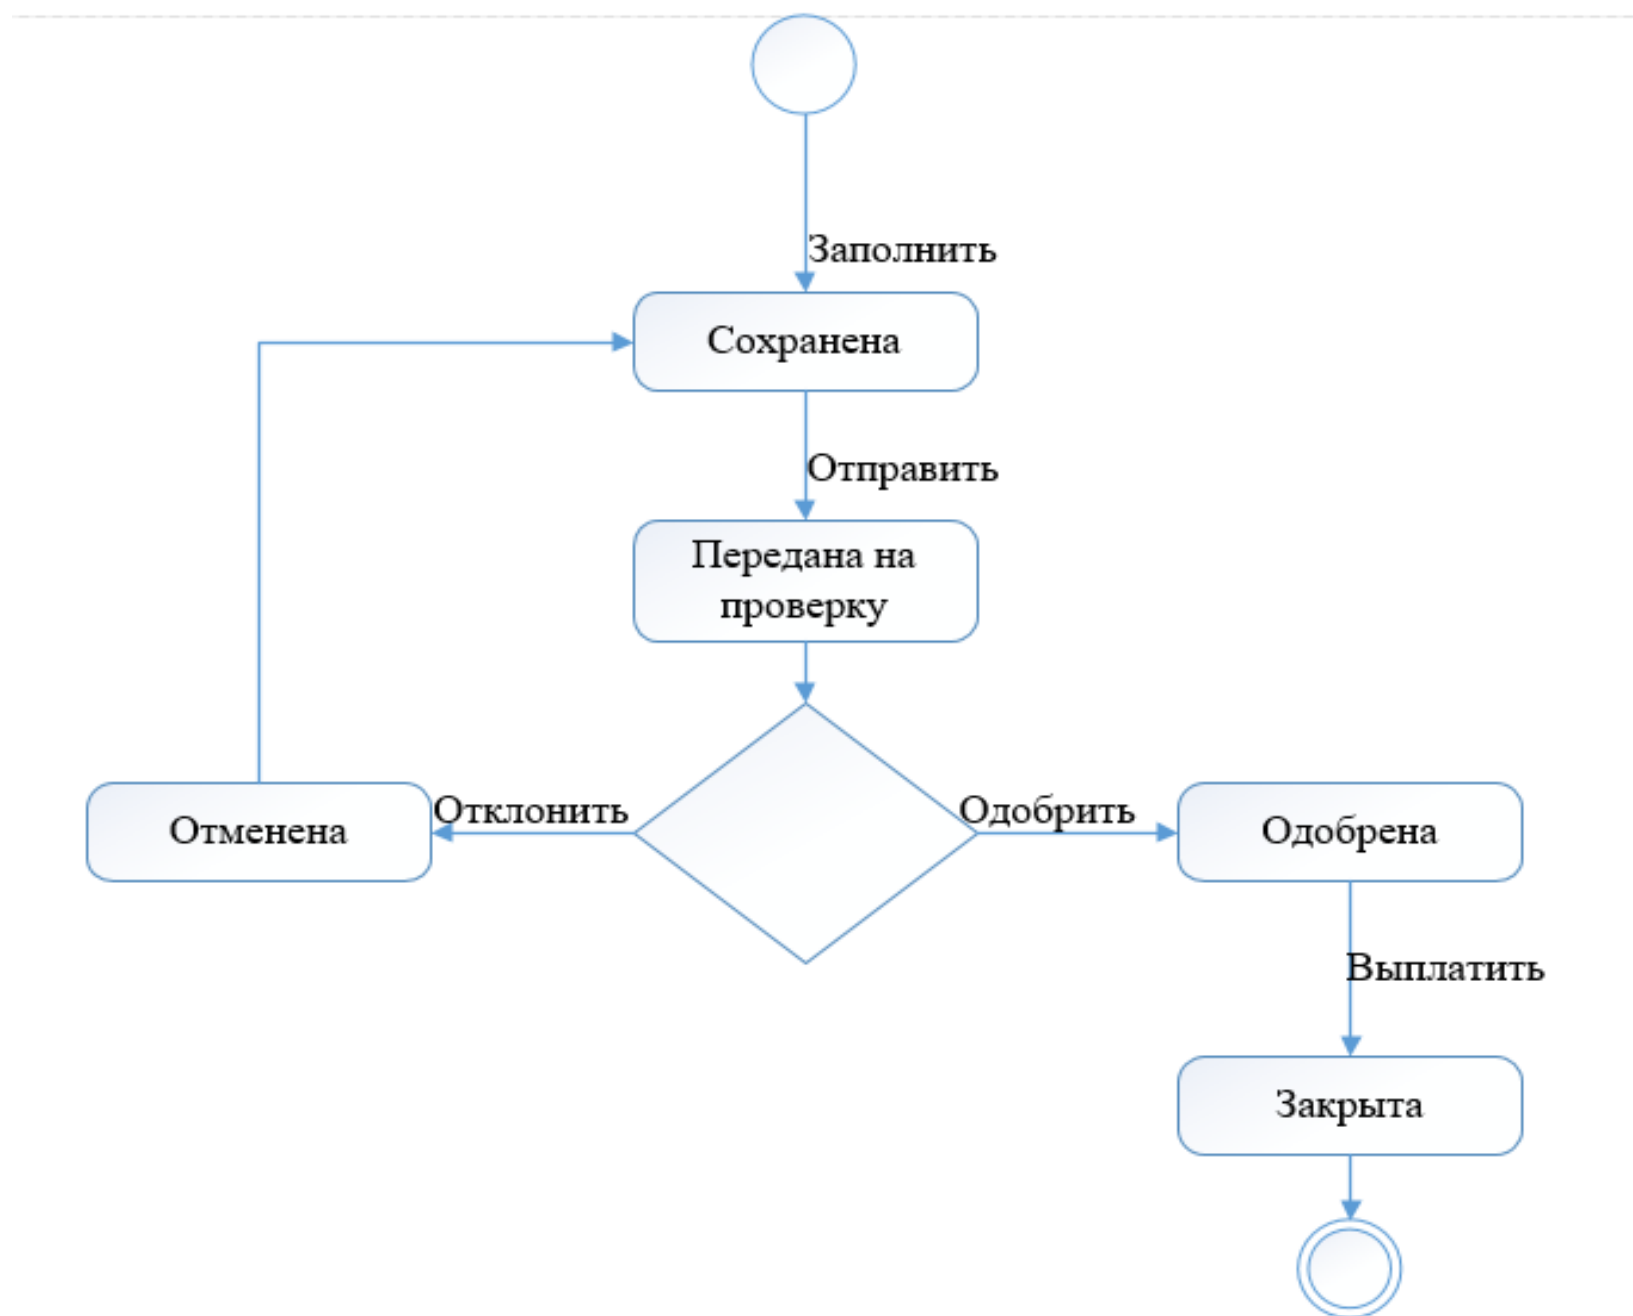 Заполнить
Сохранена
Отправить
Передана на
проверку
Отменена
Отклонить
Одобрить
Одобрена
Выплатить
Закрыта